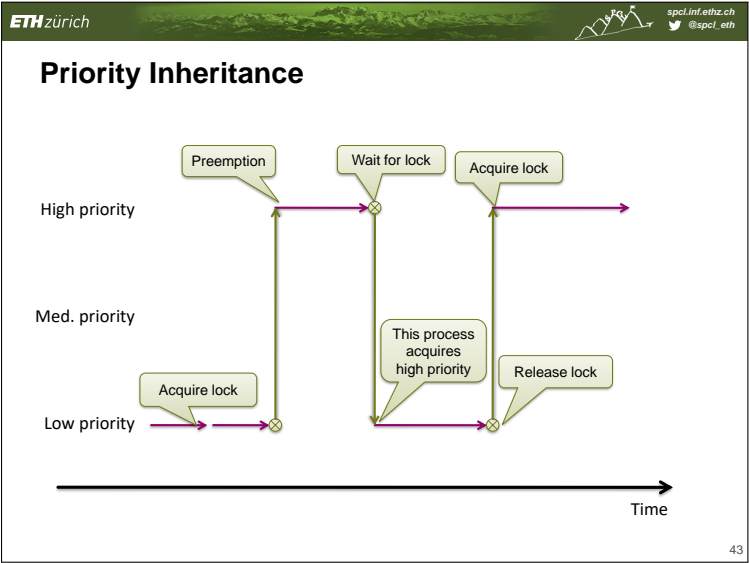 ETH zürich
spcl.inf.ethz.ch
@spcl_eth
Priority Inheritance
Preemption
Wait for lock
Acquire lock
High priority
Med. priority
This process
acquires
high priority
Release lock
Acquire lock
Low priority
Time
43